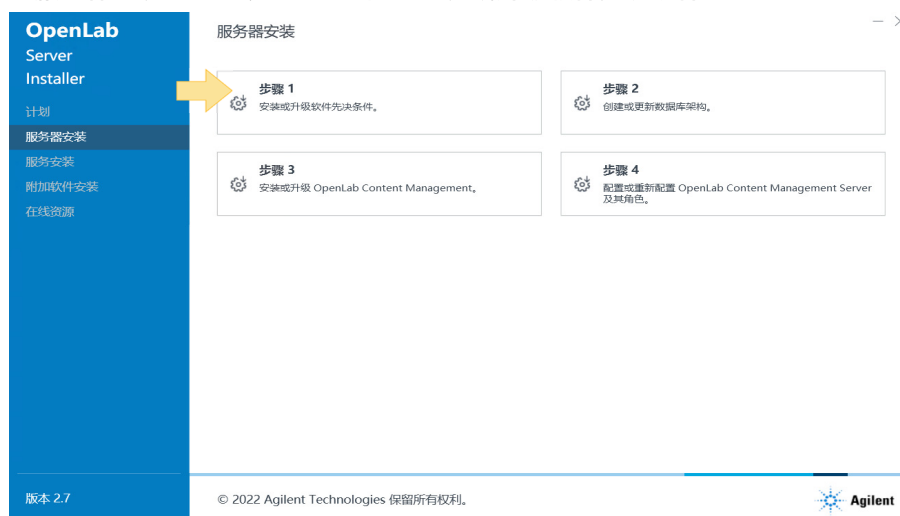 OpenLab
Server
Installer
计划
服务器安装
服务安装
附加软件安装
在线资源
版本 2.7
服务器安装
步骤 1
安装或升级软件先决条件。
步骤 2
创建或更新数据库架构。
步骤 3
安装或升级 OpenLab Content Management。
步骤 4
配置或重新配置 OpenLab Content Management Server
及其角色。
© 2022 Agilent Technologies 保留所有权利。
Agilent